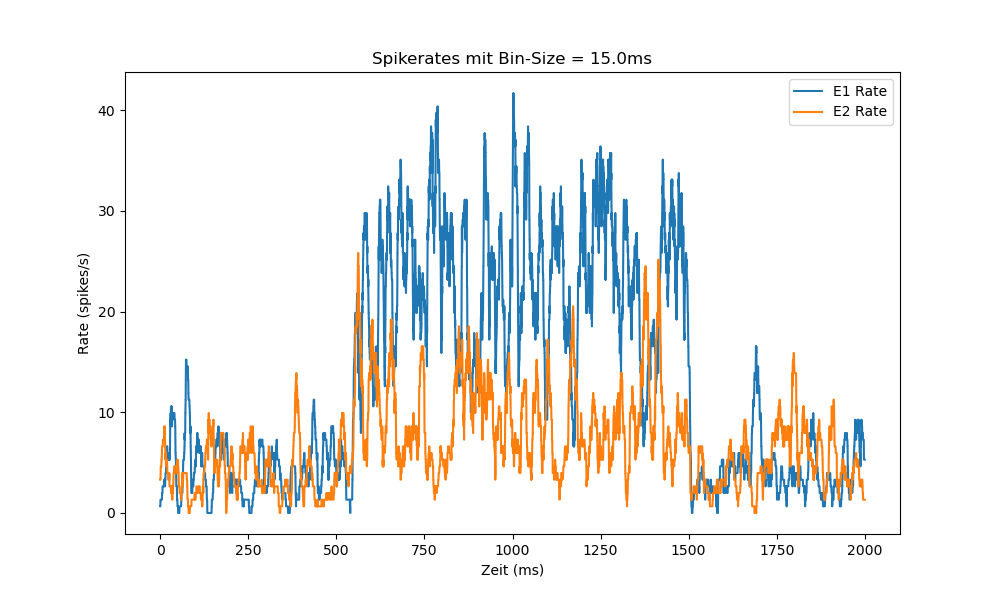 Spikerates mit Bin-Size = 15.0ms
E1 Rate
E2 Rate
40
30
20
10
0
Rate (spikes/s)
0 250 500 750 1000 1250 1500 1750 2000
Zeit (ms)